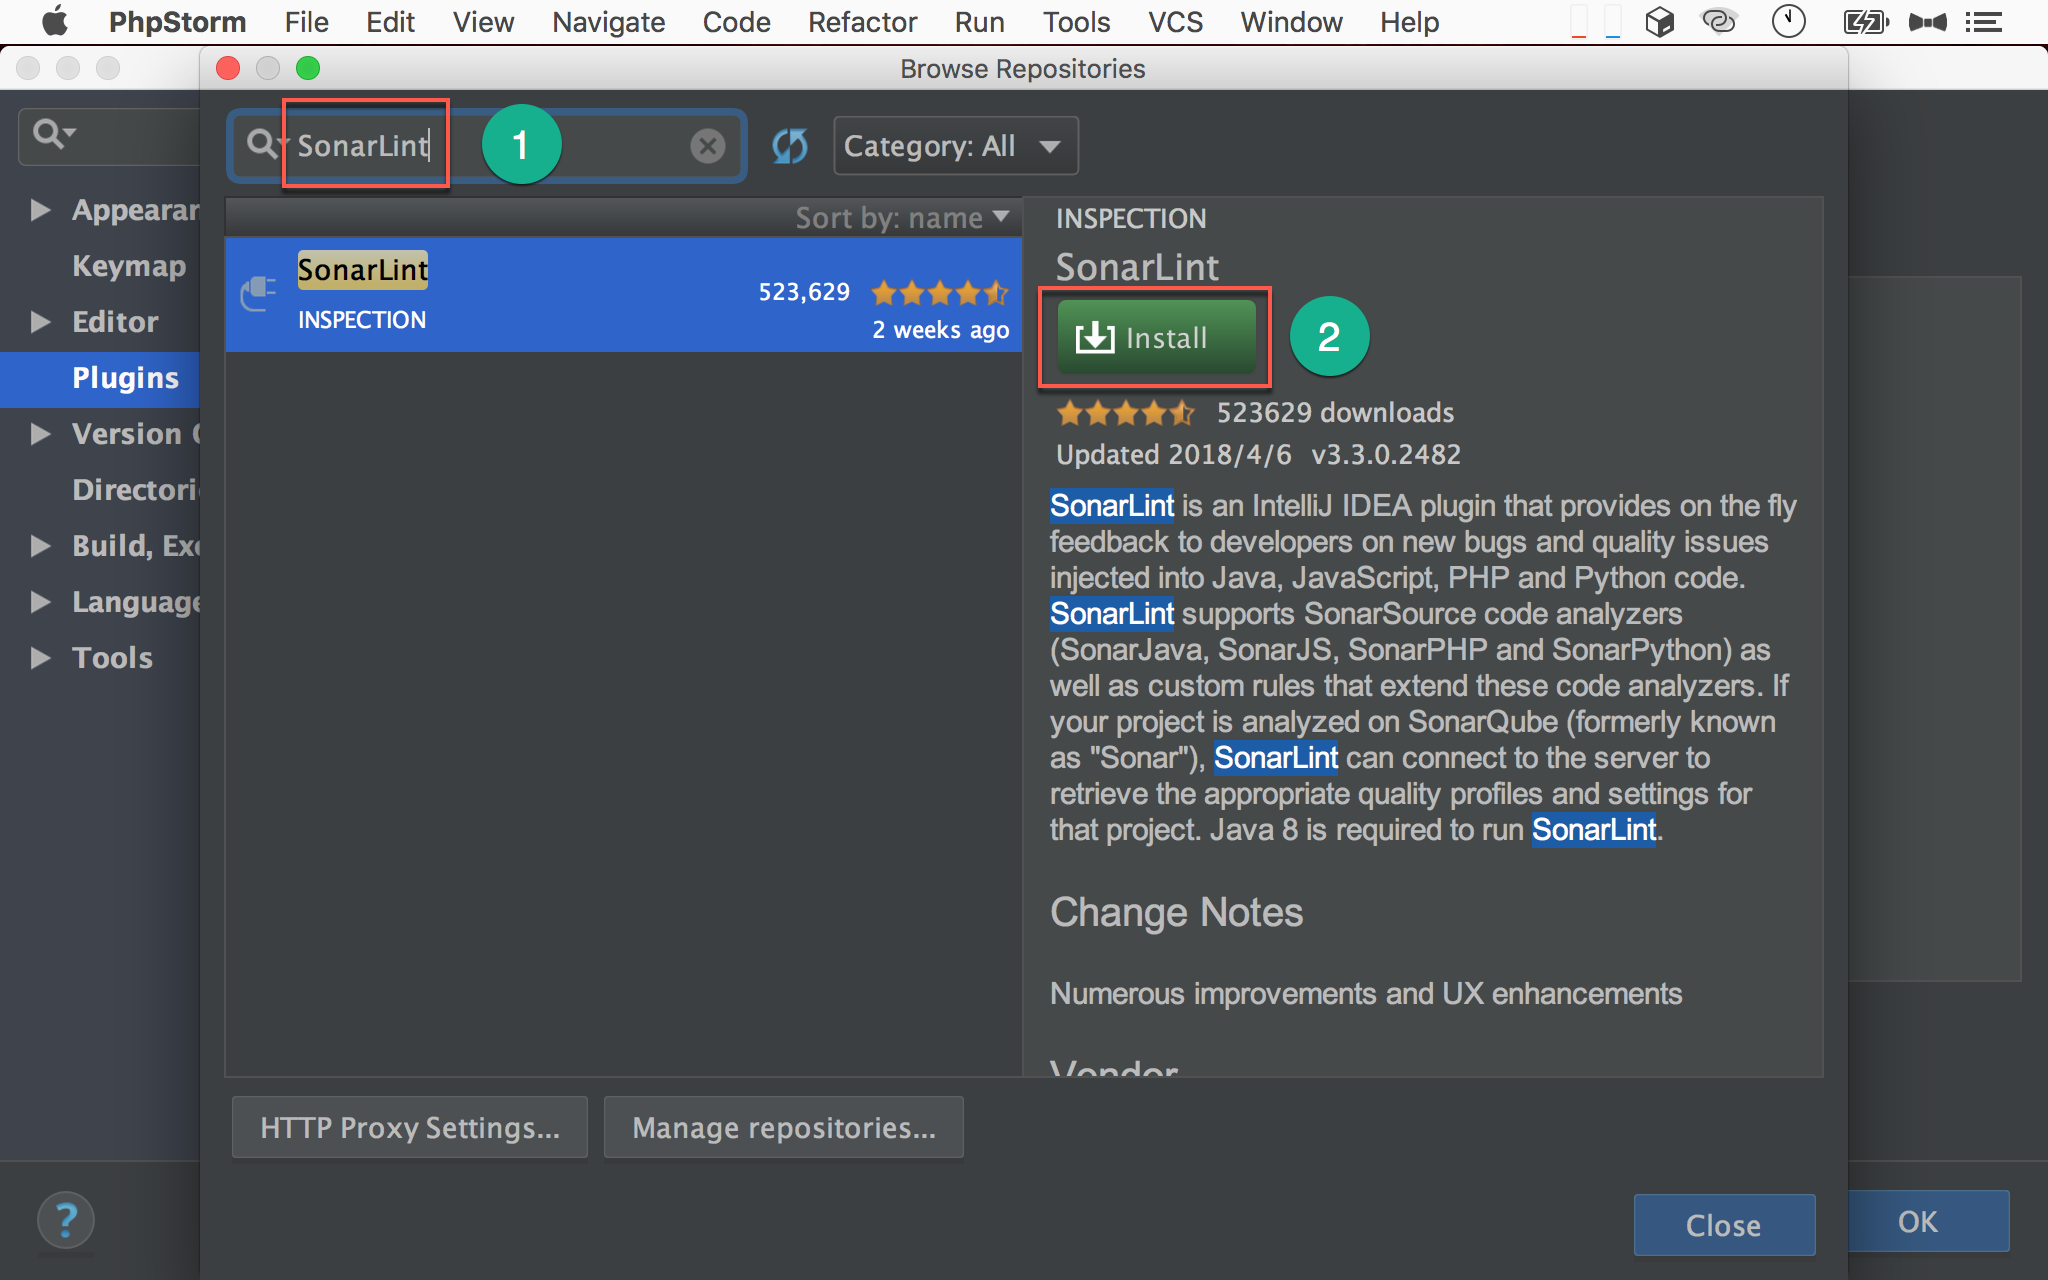 PhpStorm File Edit View Navigate Code Refactor Run Tools VCS Window Help
Browse Repositories
SonarLint
1
Category: All
Appearar
Keymap
Editor
Plugins
Version C
Directori
Build, Exe
Language
Tools
Sort by: name
SonarLint
523,629
INSPECTION
2 weeks ago
INSPECTION
SonarLint
Install
2
523629 downloads
Updated 2018/4/6 v3.3.0.2482
SonarLint is an IntelliJ IDEA plugin that provides on the fly
feedback to developers on new bugs and quality issues
injected into Java, JavaScript, PHP and Python code.
SonarLint supports SonarSource code analyzers
(SonarJava, SonarJS, SonarPHP and SonarPython) as
well as custom rules that extend these code analyzers. If
your project is analyzed on SonarQube (formerly known
as "Sonar"), SonarLint can connect to the server to
retrieve the appropriate quality profiles and settings for
that project. Java 8 is required to run SonarLint.
Change Notes
Numerous improvements and UX enhancements
Vendor
HTTP Proxy Settings...
Manage repositories...
?
Close
OK